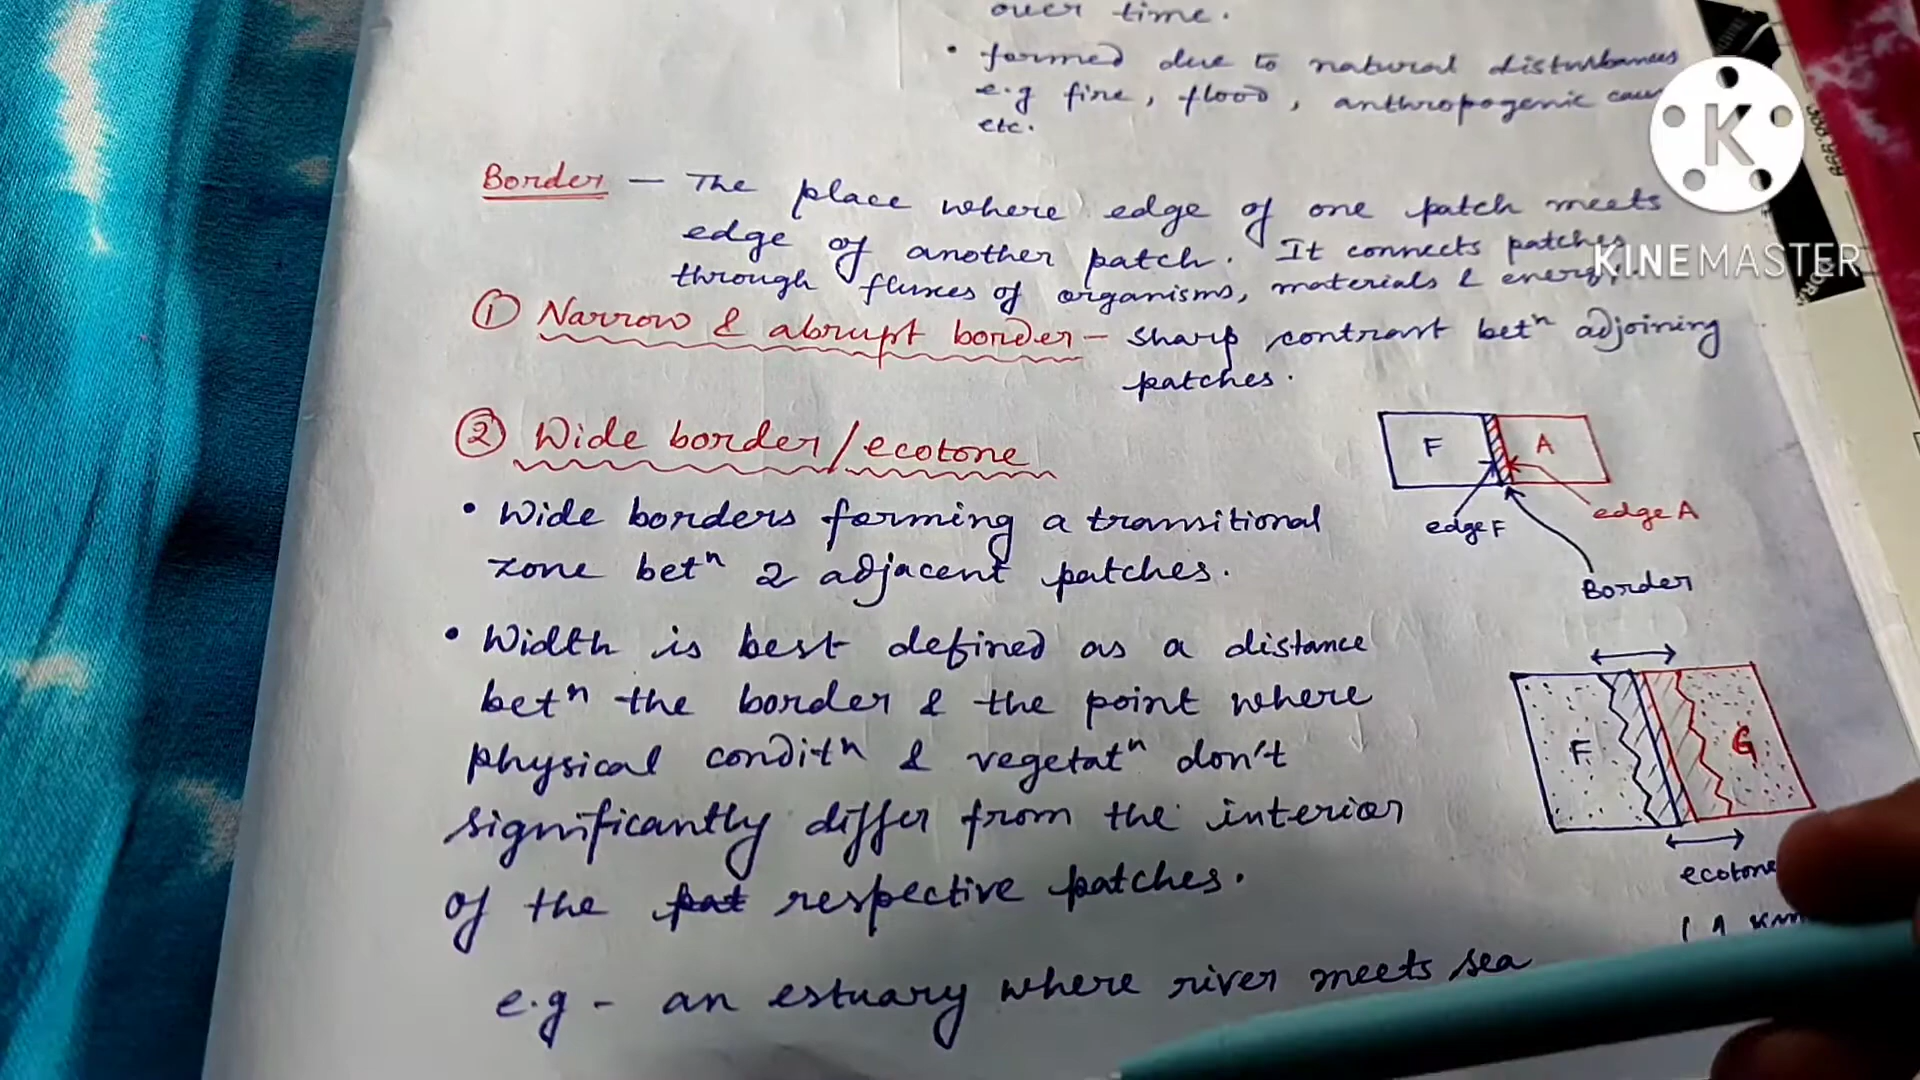 over time.
• formed due to natural disturbances
e.g fire, flood, anthropogenic
etc.
Border — The place where edge of one patch meets
edge of another patch. It connects patches
through fluxes of organisms, materials & energy.
① Narrow & abrupt border – sharp contrast betⁿ adjoining
patches.
② Wide border/ecotone
F A
edge F edge A
Border
• Wide borders forming a transitional
zone betⁿ 2 adjacent patches.
• Width is best defined as a distance
betⁿ the border & the point where
physical conditⁿ & vegetatⁿ don't
significantly differ from the interior
of the pat respective patches.
F G
ecotone
e.g - an estuary where river meets sea
K
KINEMASTER